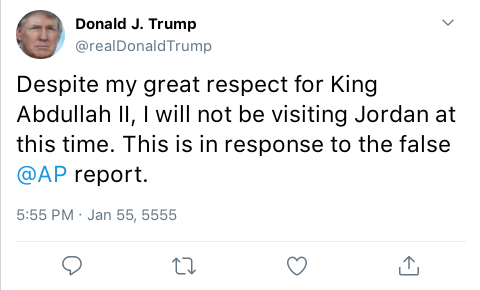 Donald J. Trump
@realDonaldTrump
Despite my great respect for King
Abdullah II, I will not be visiting Jordan at
this time. This is in response to the false
@AP report.
5:55 PM · Jan 55, 5555